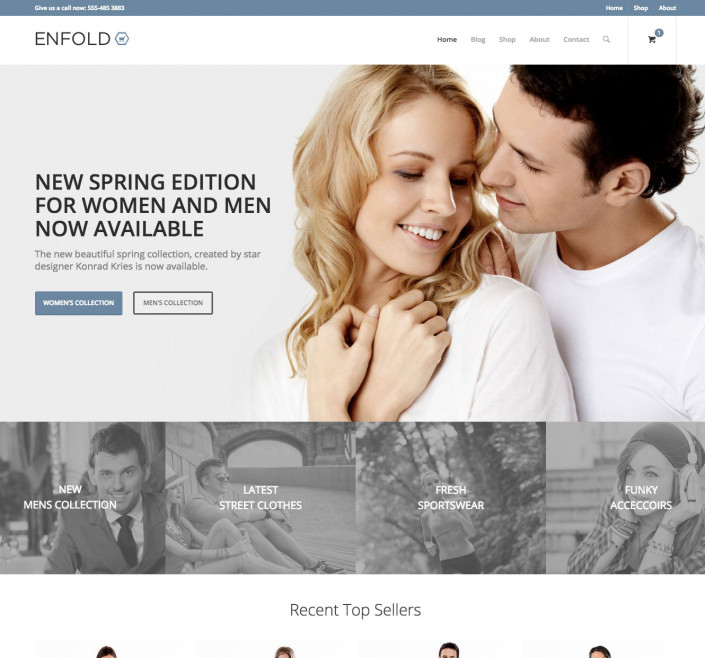 Give us a call now: 555-485 3883
Home Shop About
ENFOLD
Home Blog Shop About Contact
1
NEW SPRING EDITION
FOR WOMEN AND MEN
NOW AVAILABLE
The new beautiful spring collection, created by star
designer Konrad Kries is now available.
WOMEN'S COLLECTION
MEN'S COLLECTION
NEW
MENS COLLECTION
LATEST
STREET CLOTHES
FRESH
SPORTSWEAR
FUNKY
ACCECCOIRS
Recent Top Sellers